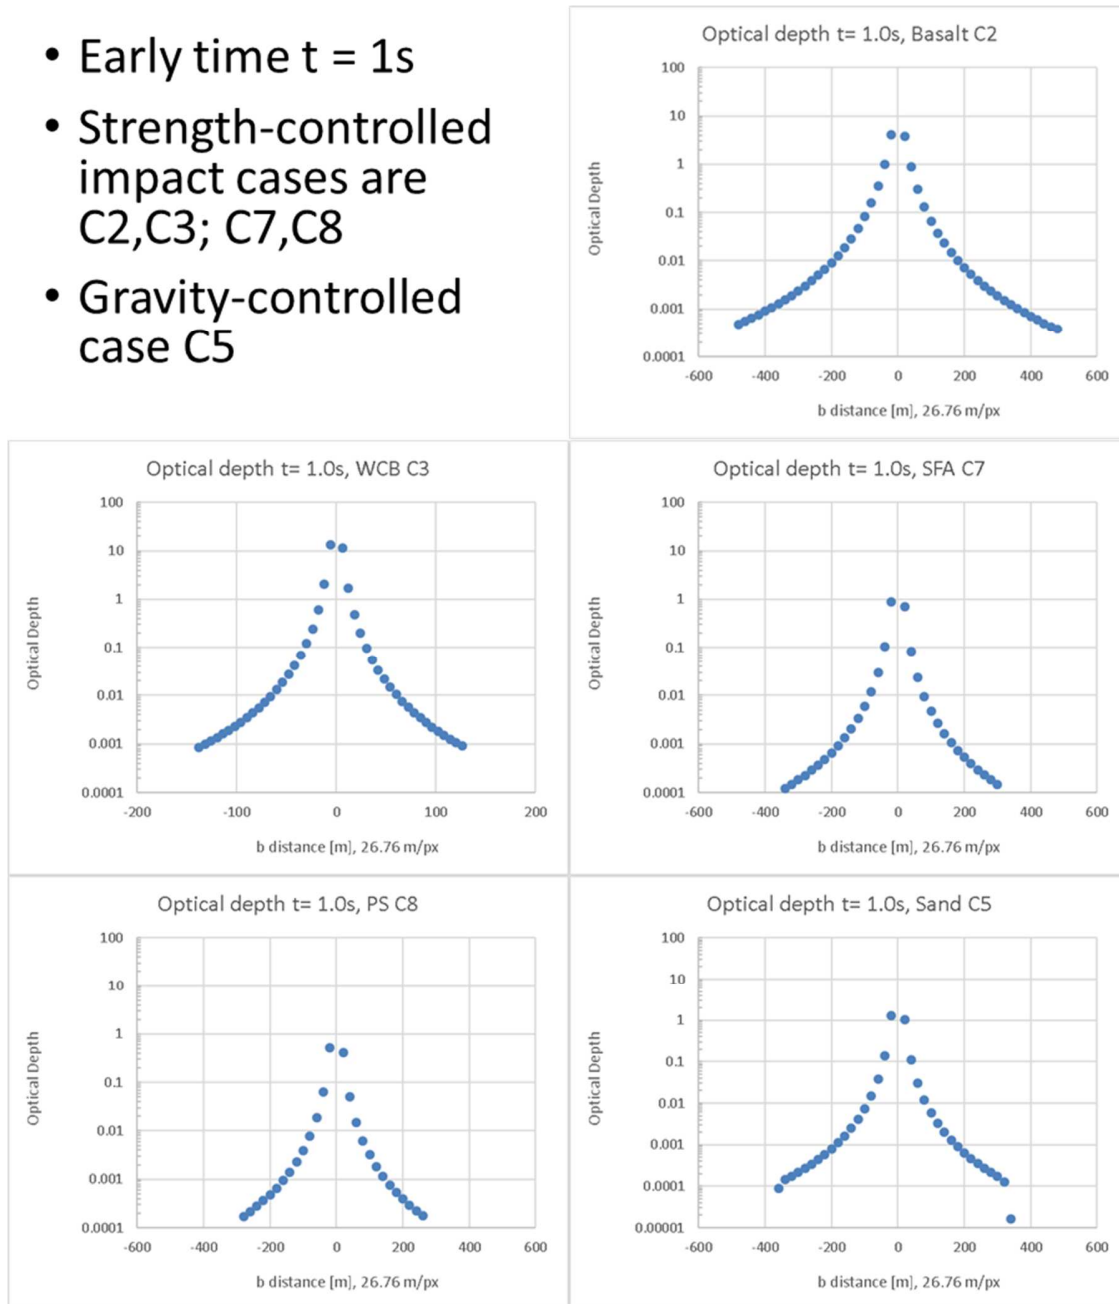 • Early time t = 1s
• Strength-controlled
impact cases are
C2,C3; C7,C8
• Gravity-controlled
case C5
Optical depth t= 1.0s, Basalt C2
100
10
1
0.1
0.01
0.001
0.0001
Optical Depth
-600 -400 -200 0 200 400 600
b distance [m], 26.76 m/px
Optical depth t= 1.0s, WCB C3
100
10
1
0.1
0.01
0.001
0.0001
Optical Depth
-200 -100 0 100 200
b distance [m], 26.76 m/px
Optical depth t= 1.0s, SFA C7
100
10
1
0.1
0.01
0.001
0.0001
Optical Depth
-600 -400 -200 0 200 400 600
b distance [m], 26.76 m/px
Optical depth t= 1.0s, PS C8
100
10
1
0.1
0.01
0.001
0.0001
Optical Depth
-600 -400 -200 0 200 400 600
b distance [m], 26.76 m/px
Optical depth t= 1.0s, Sand C5
100
10
1
0.1
0.01
0.001
0.0001
0.00001
Optical Depth
-600 -400 -200 0 200 400 600
b distance [m], 26.76 m/px